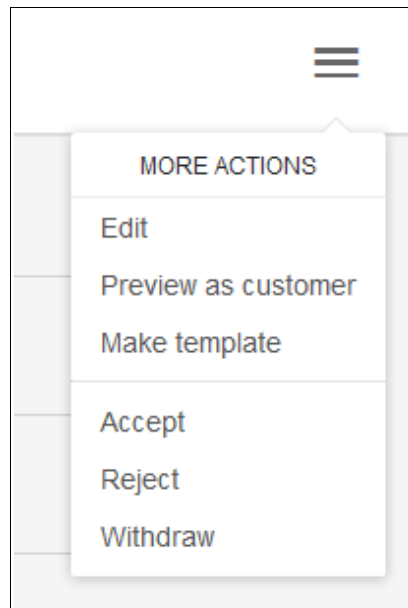 MORE ACTIONS
Edit
Preview as customer
Make template
Accept
Reject
Withdraw